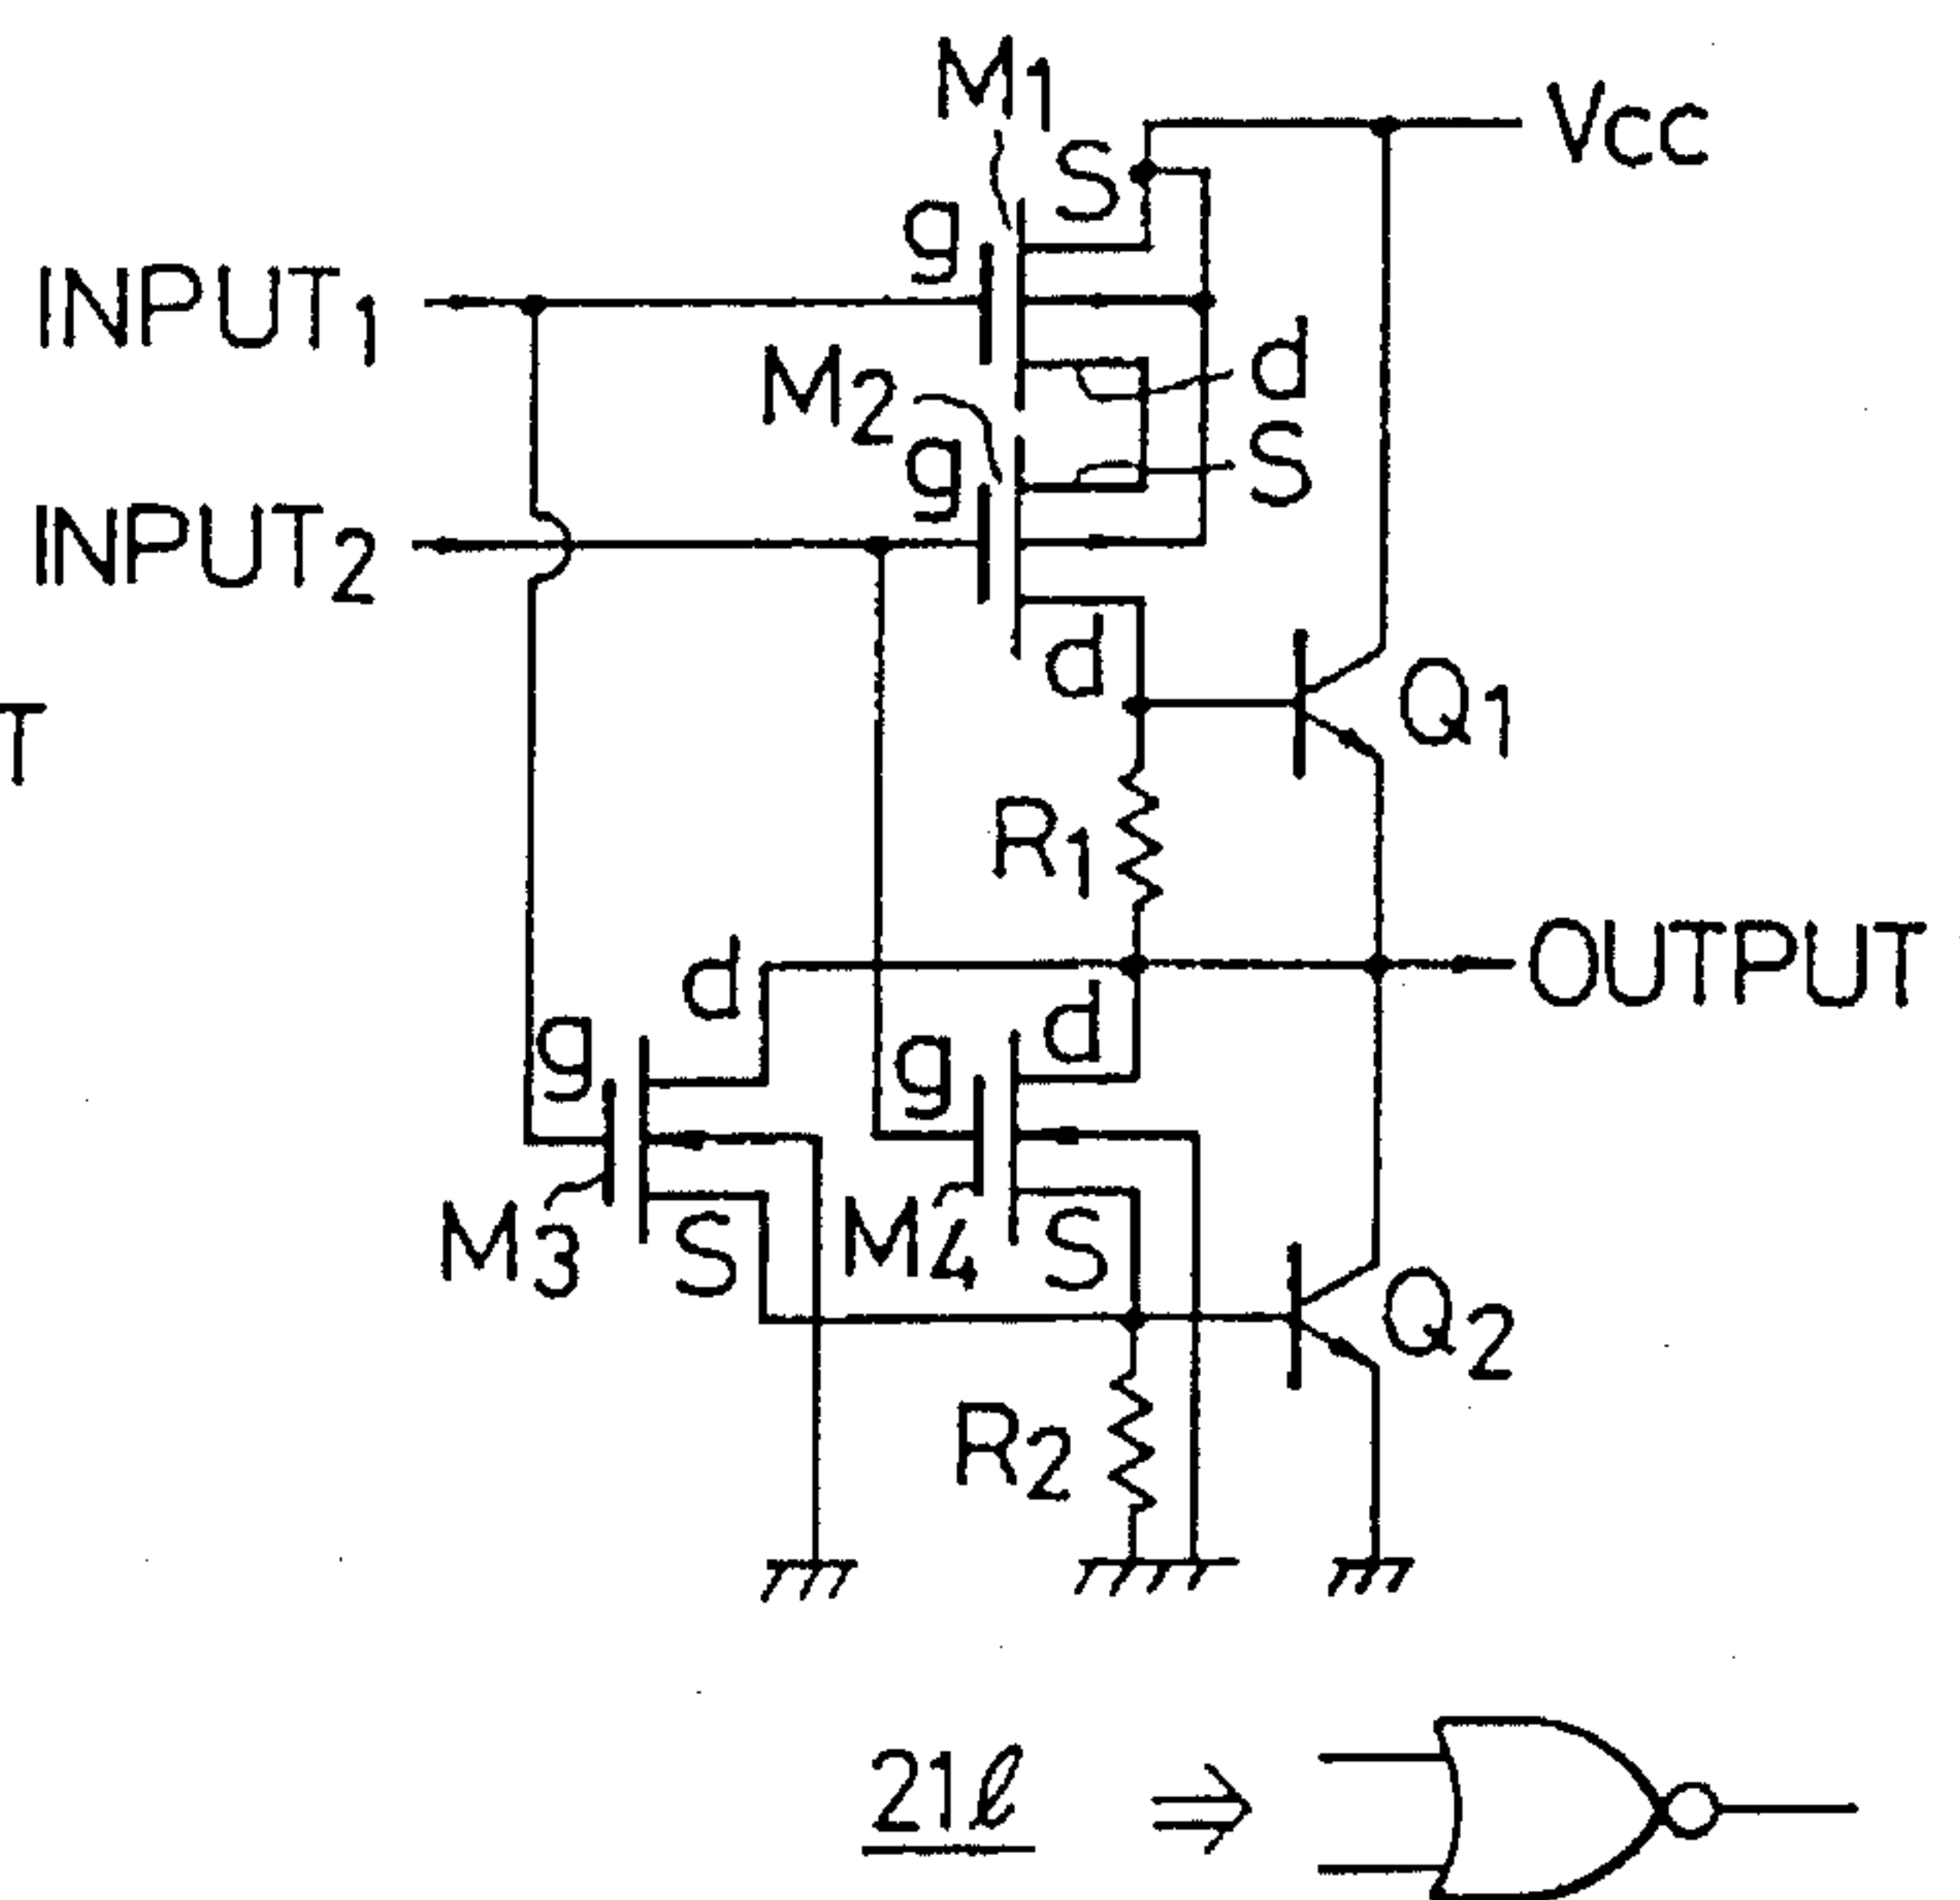 M1
Vcc
S
g
INPUT1
d
M2
g
S
INPUT2
d
Q1
T
R1
OUTPUT
d
d
g
g
M3
S
M4
S
Q2
R2
21ℓ ⇒